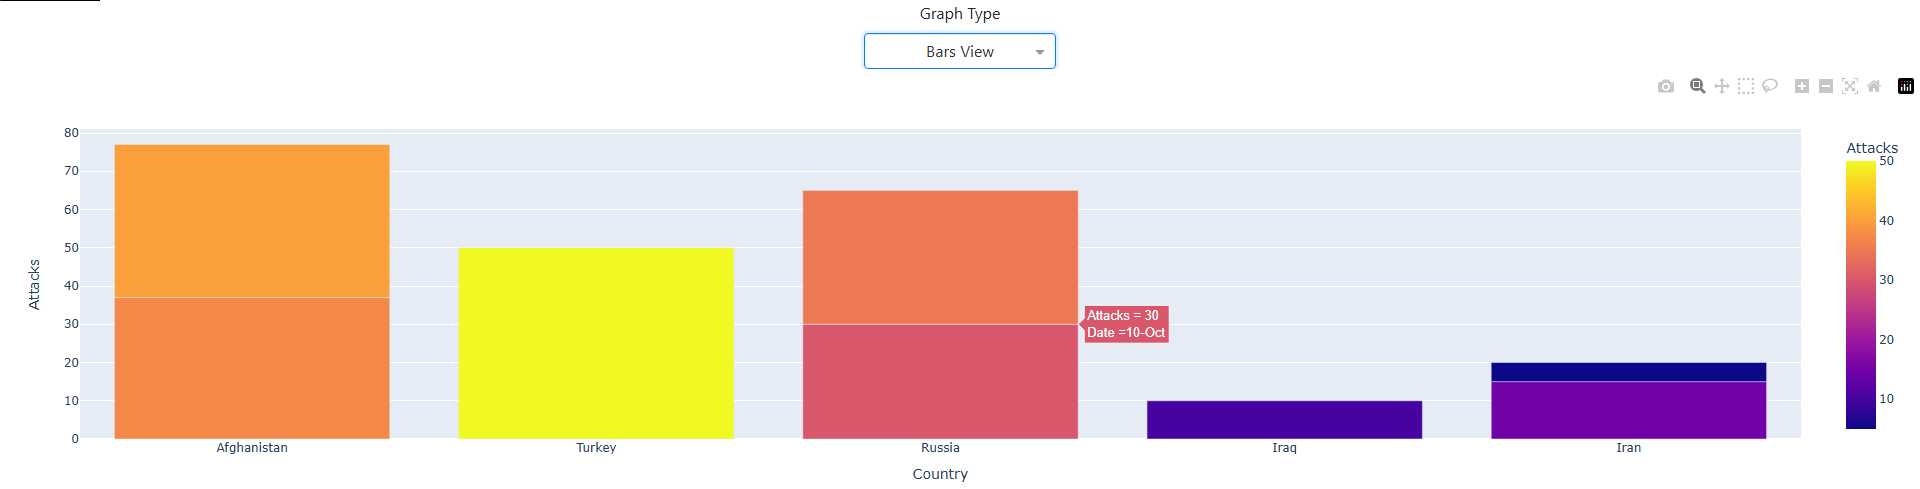 Graph Type
Bars View
Attacks
80
70
60
50
40
30
20
10
0
Attacks
50
40
30
20
10
Attacks = 30
Date =10-Oct
Afghanistan Turkey Russia Iraq Iran
Country